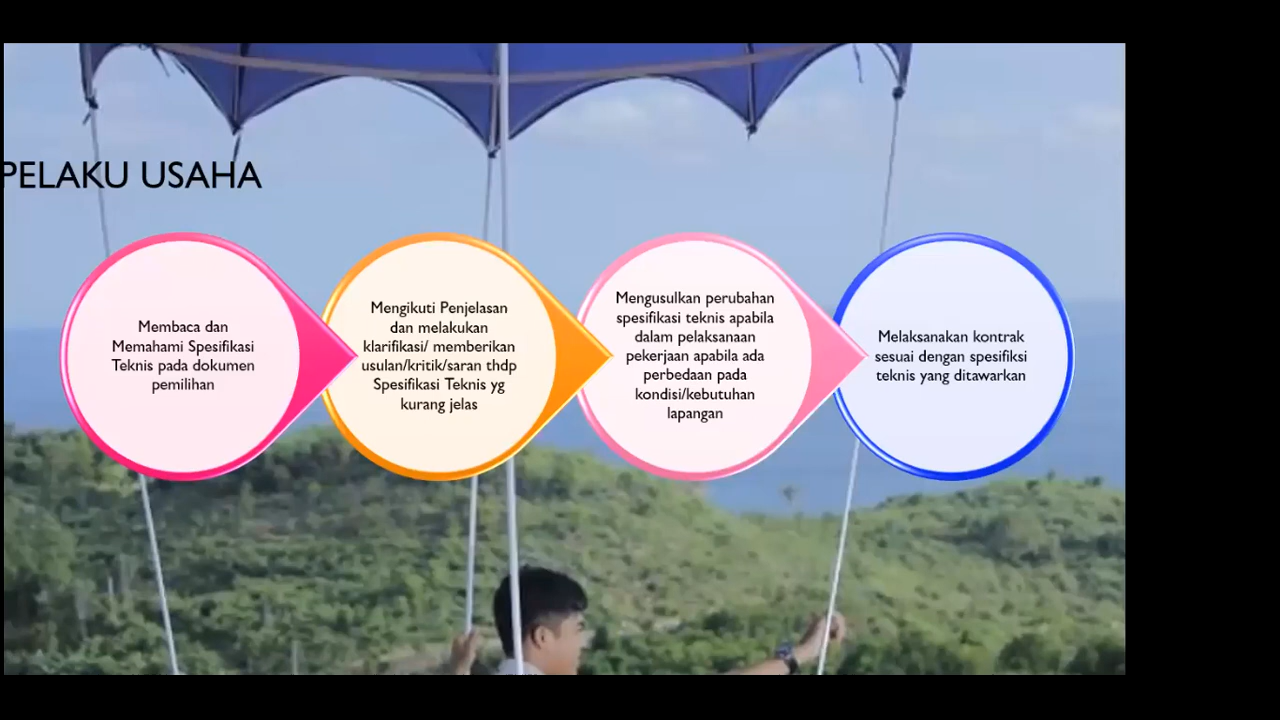 PELAKU USAHA
Membaca dan
Memahami Spesifikasi
Teknis pada dokumen
pemilihan
Mengikuti Penjelasan
dan melakukan
klarifikasi/ memberikan
usulan/kritik/saran thdp
Spesifikasi Teknis yg
kurang jelas
Mengusulkan perubahan
spesifikasi teknis apabila
dalam pelaksanaan
pekerjaan apabila ada
perbedaan pada
kondisi/kebutuhan
lapangan
Melaksanakan kontrak
sesuai dengan spesifiksi
teknis yang ditawarkan